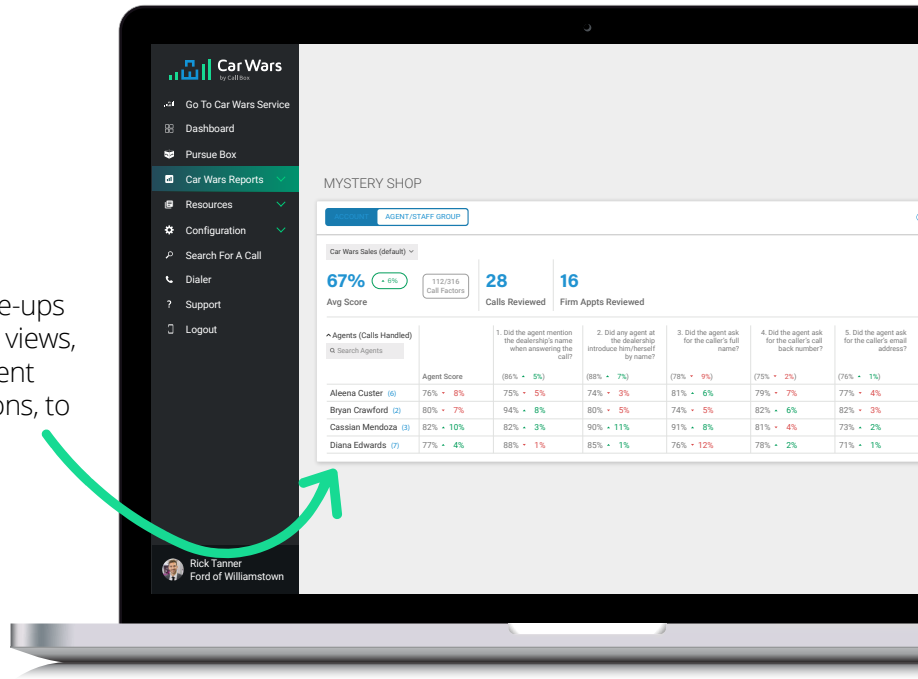 Car Wars
by Call Box
Go To Car Wars Service
Dashboard
Pursue Box
Car Wars Reports
Resources
Configuration
Search For A Call
Dialer
? Support
Logout
Rick Tanner
Ford of Williamstown
e-ups
views,
ent
ons, to
MYSTERY SHOP
ACCOUNT AGENT/STAFF GROUP
Car Wars Sales (default)
67% 6% 112/316 28 16
Call Factors
Avg Score Calls Reviewed Firm Appts Reviewed
Agents (Calls Handled)
Search Agents
1. Did the agent mention
the dealership's name
when answering the
call?
2. Did any agent at
the dealership
introduce him/herself
by name?
3. Did the agent ask
for the caller's full
name?
4. Did the agent ask
for the caller's call
back number?
5. Did the agent ask
for the caller's email
address?
Agent Score (86% 5%) (88% 7%) (78% 9%) (75% 2%) (76% 1%)
Aleena Custer (6) 76% 8% 75% 5% 74% 3% 81% 6% 79% 7% 77% 4%
Bryan Crawford (2) 80% 7% 94% 8% 80% 5% 74% 5% 82% 6% 82% 3%
Cassian Mendoza (3) 82% 10% 82% 3% 90% 11% 91% 8% 81% 4% 73% 2%
Diana Edwards (7) 77% 4% 88% 1% 85% 1% 76% 12% 78% 2% 71% 1%